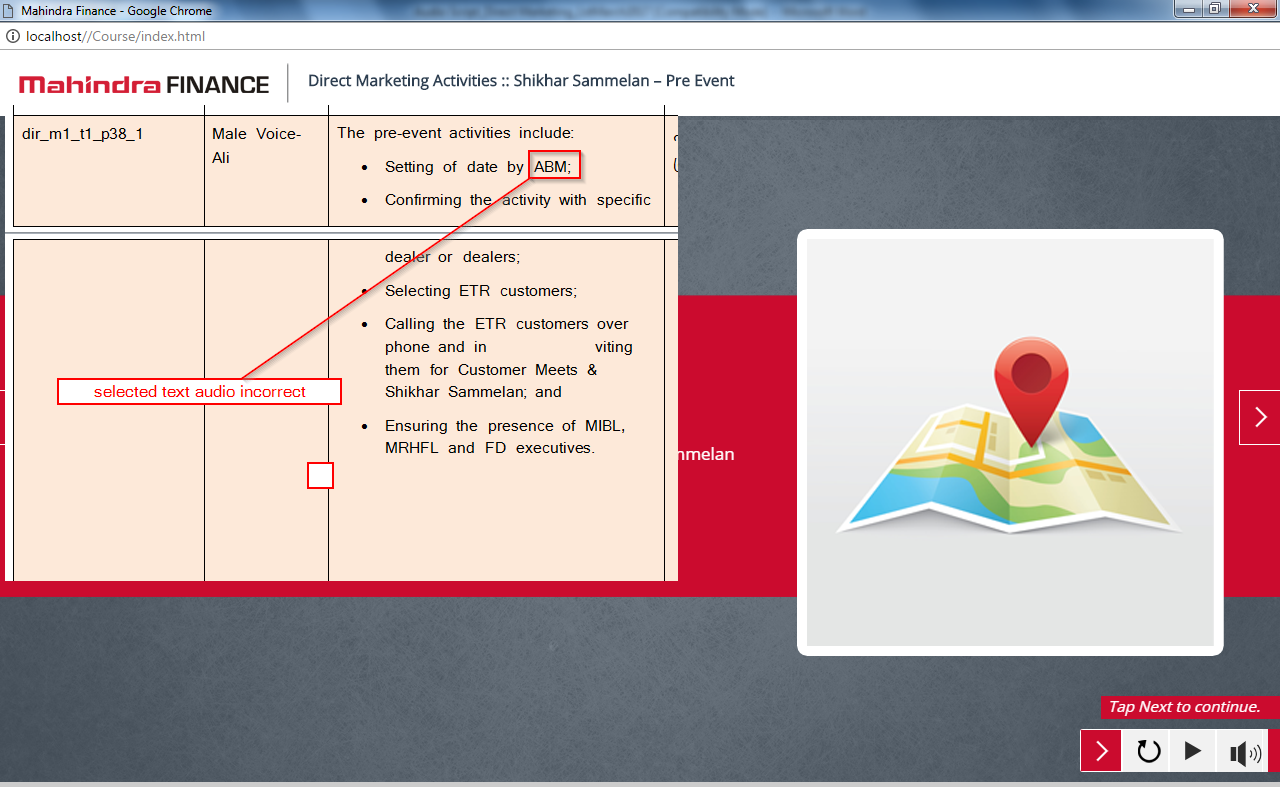 Mahindra Finance - Google Chrome
localhost//Course/index.html
Mahindra FINANCE
Direct Marketing Activities :: Shikhar Sammelan – Pre Event
dir_m1_t1_p38_1
Male Voice-
Ali
The pre-event activities include:
• Setting of date by ABM;
• Confirming the activity with specific
dealer or dealers;
• Selecting ETR customers;
• Calling the ETR customers over
phone and in viting
them for Customer Meets &
Shikhar Sammelan; and
• Ensuring the presence of MIBL,
MRHFL and FD executives.
selected text audio incorrect
nmelan
Tap Next to continue.